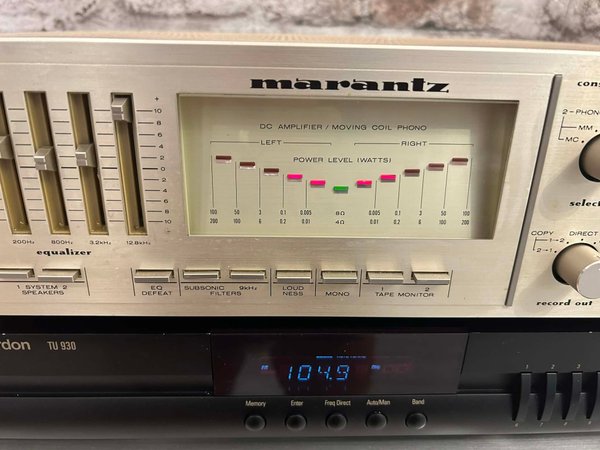 marantz
cons
DC AMPLIFIER / MOVING COIL PHONO
LEFT
RIGHT
POWER LEVEL (WATTS)
100 50 3 0.1 0.005 8Ω 0.005 0.1 3 50 100
200 100 6 0.2 0.01 4Ω 0.01 0.2 6 100 200
+
10
8
6
4
2
0
2
4
6
8
10
-
200Hz 800Hz 3.2kHz 12.8kHz
equalizer
2-PHONO
MM
MC
select
COPY
1→2
2→1
DIRECT
record out
1 SYSTEM 2
SPEAKERS
EQ
DEFEAT
SUBSONIC 9kHz
FILTERS
LOUD
NESS
MONO
1 2
TAPE MONITOR
rdon TU 930
104.9
Memory Enter Freq Direct Auto/Man Band
1 2 3 4